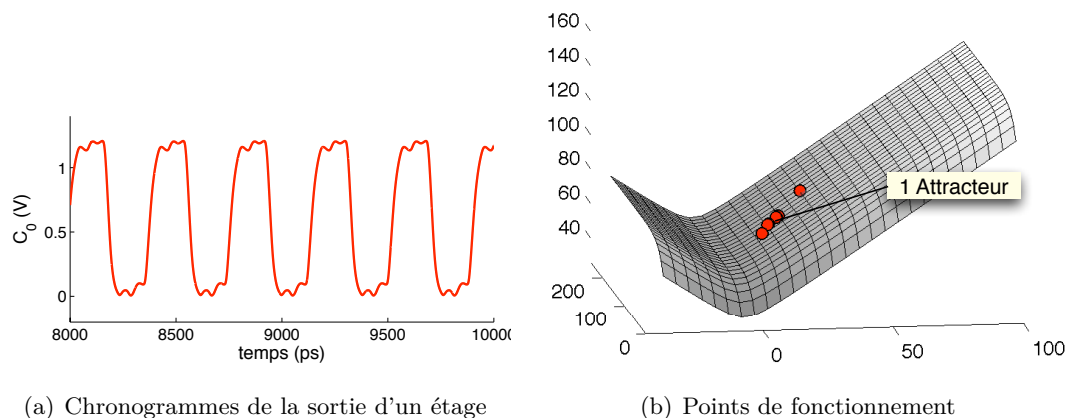 1
0.5
0
C0 (V)
8000 8500 9000 9500 10000
temps (ps)
(a) Chronogrammes de la sortie d'un étage
160
140
120
100
80
60
40
200
100
0
0
50
100
1 Attracteur
(b) Points de fonctionnement